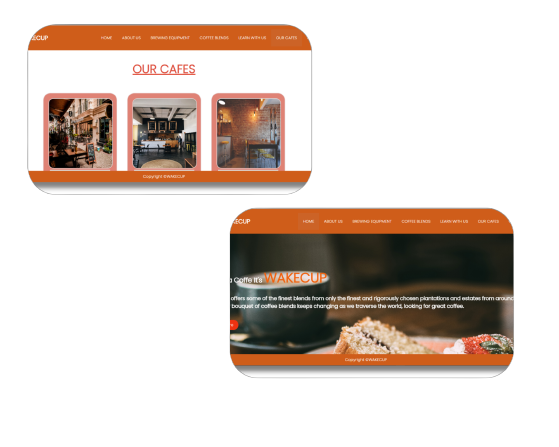 KECUP HOME ABOUT US BREWING EQUIPMENT COFFEE BLENDS LEARN WITH US OUR CAFES
OUR CAFES
Copyright ©WAKECUP
ECUP HOME ABOUT US BREWING EQUIPMENT COFFEE BLENDS LEARN WITH US OUR CAFES
a Coffe It's WAKECUP
offers some of the finest blends from only the finest and rigorously chosen plantations and estates from around
bouquet of coffee blends keeps changing as we traverse the world, looking for great coffee.
Copyright ©WAKECUP